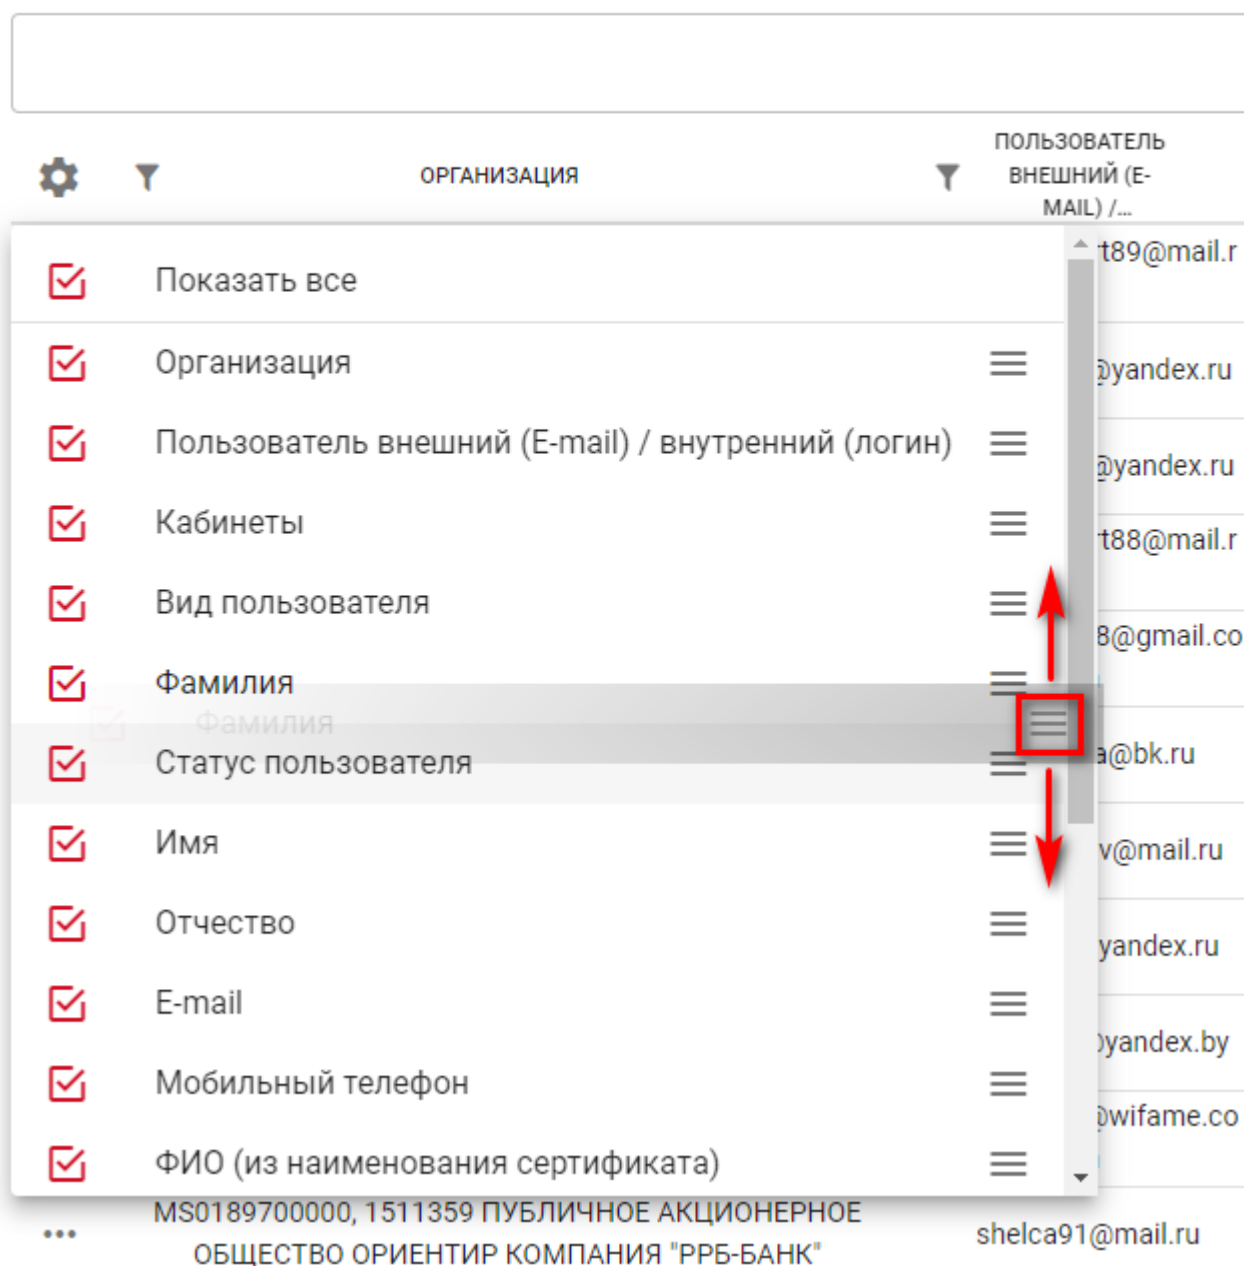 ОРГАНИЗАЦИЯ
ПОЛЬЗОВАТЕЛЬ
ВНЕШНИЙ (E-
MAIL) /...
Показать все
t89@mail.r
Организация
@yandex.ru
Пользователь внешний (E-mail) / внутренний (логин)
@yandex.ru
Кабинеты
t88@mail.r
Вид пользователя
8@gmail.co
Фамилия
Фамилия
Статус пользователя
a@bk.ru
Имя
v@mail.ru
Отчество
yandex.ru
E-mail
@yandex.by
Мобильный телефон
@wifame.co
ФИО (из наименования сертификата)
MS0189700000, 1511359 ПУБЛИЧНОЕ АКЦИОНЕРНОЕ
ОБЩЕСТВО ОРИЕНТИР КОМПАНИЯ "РРБ-БАНК"
shelca91@mail.ru